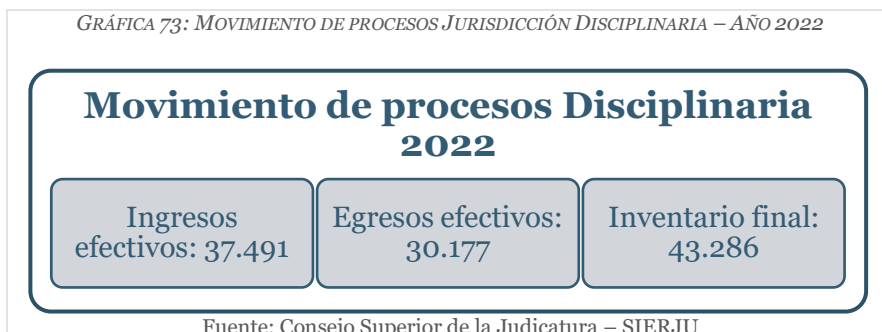 GRÁFICA 73: MOVIMIENTO DE PROCESOS JURISDICCIÓN DISCIPLINARIA – AÑO 2022
Movimiento de procesos Disciplinaria
2022
Ingresos
efectivos: 37.491
Egresos efectivos:
30.177
Inventario final:
43.286
Fuente: Consejo Superior de la Judicatura – SIERJU